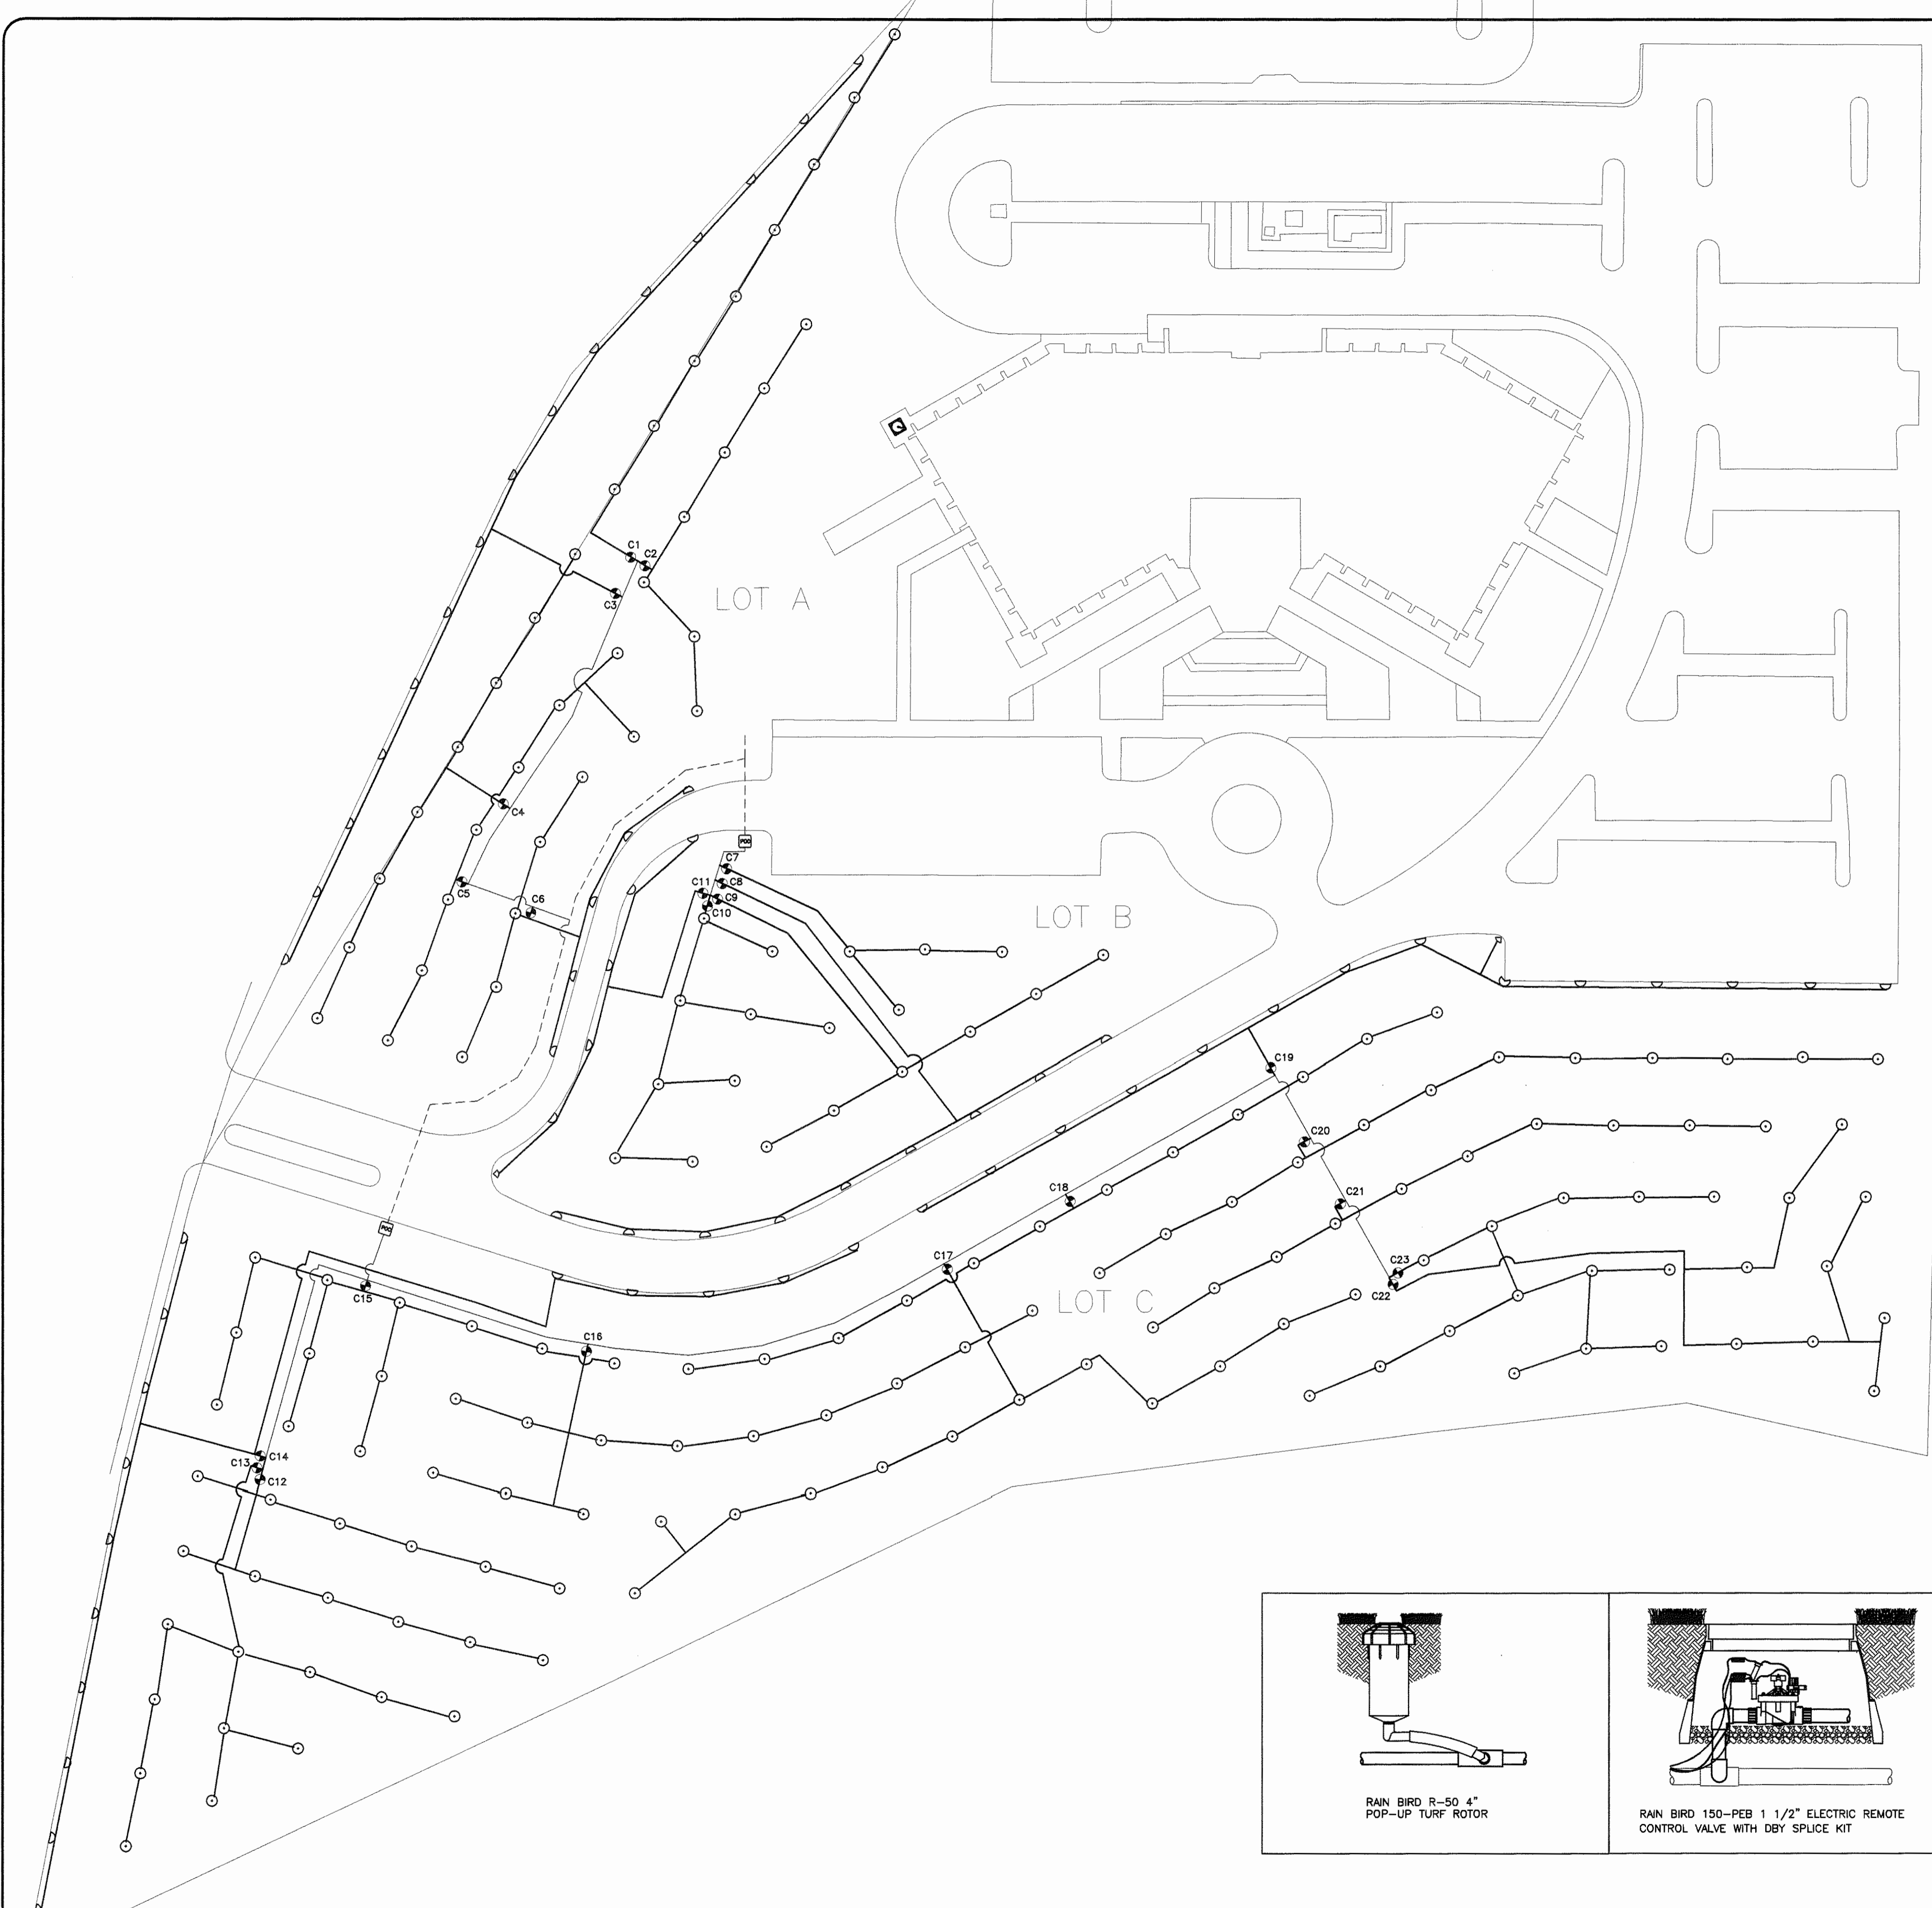 C1
C2
C3
LOT A
C4
POC
C7
C8
C11
C9
C10
C5
C6
LOT B
C19
C20
C18
C21
POC
C17
C23
C22
C15
LOT C
C16
C14
C13
C12
RAIN BIRD R-50 4"
POP-UP TURF ROTOR
RAIN BIRD 150-PEB 1 1/2" ELECTRIC REMOTE
CONTROL VALVE WITH DBY SPLICE KIT